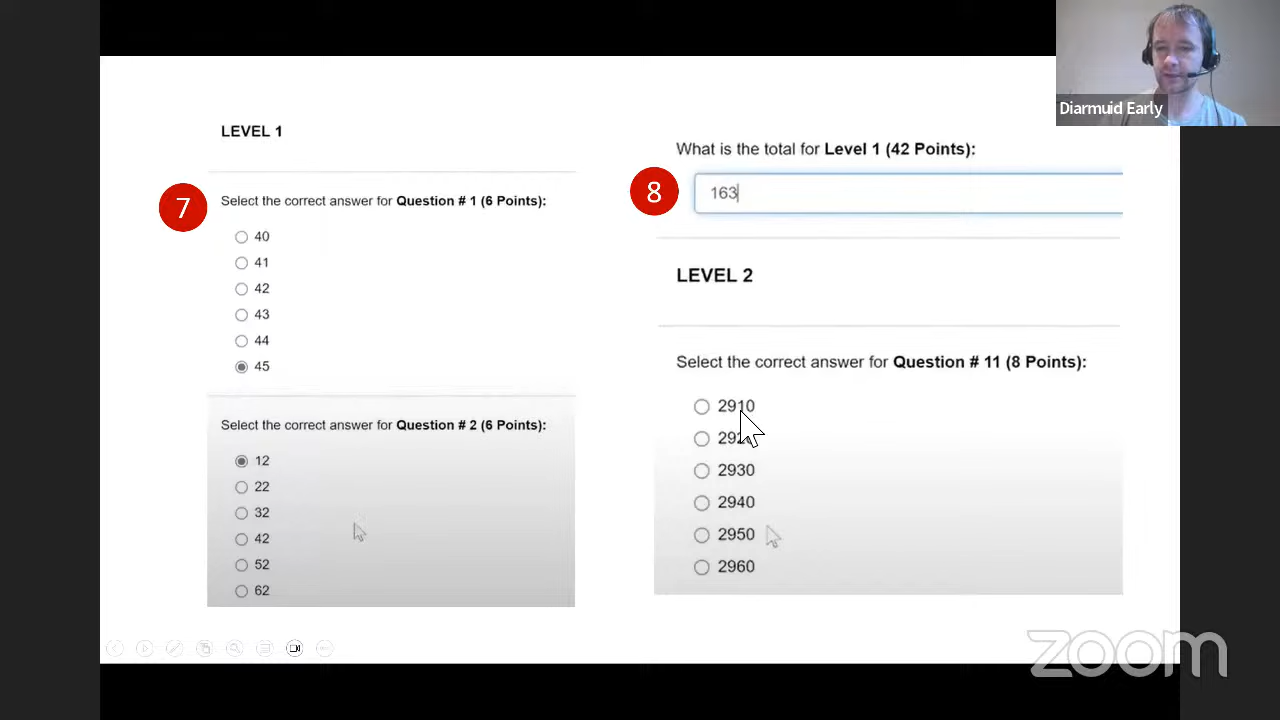 Diarmuid Early
LEVEL 1
7
Select the correct answer for Question # 1 (6 Points):
40
41
42
43
44
45
Select the correct answer for Question # 2 (6 Points):
12
22
32
42
52
62
What is the total for Level 1 (42 Points):
8
163
LEVEL 2
Select the correct answer for Question # 11 (8 Points):
2910
2930
2940
2950
2960
zoom